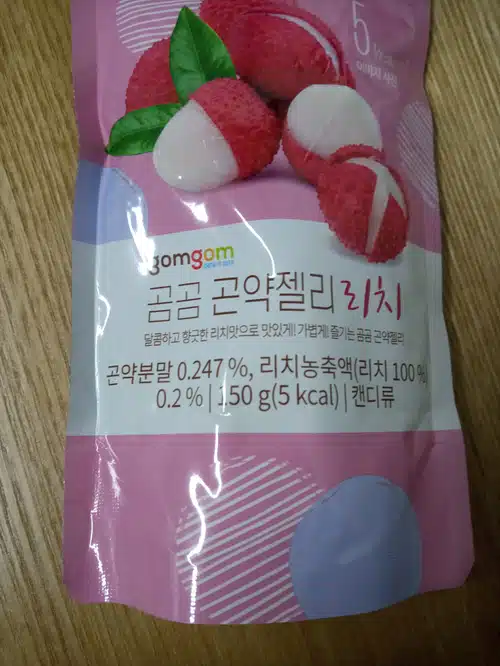 5
gomgom
곰곰 곤약젤리 리치
달콤하고 향긋한 리치맛으로 맛있게! 가볍게! 즐기는 곰곰 곤약젤리
곤약분말 0.247 %, 리치농축액(리치 100 %)
0.2 % | 150 g(5 kcal) | 캔디류